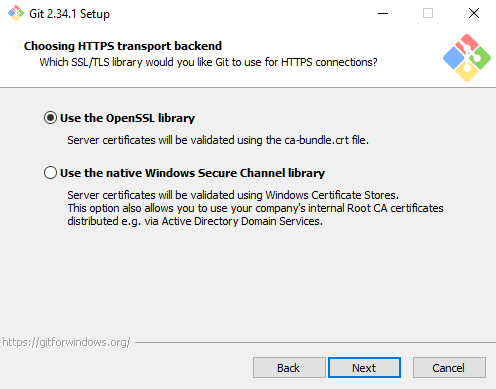 Git 2.34.1 Setup
Choosing HTTPS transport backend
Which SSL/TLS library would you like Git to use for HTTPS connections?
Use the OpenSSL library
Server certificates will be validated using the ca-bundle.crt file.
Use the native Windows Secure Channel library
Server certificates will be validated using Windows Certificate Stores.
This option also allows you to use your company's internal Root CA certificates
distributed e.g. via Active Directory Domain Services.
https://gitforwindows.org/
Back
Next
Cancel